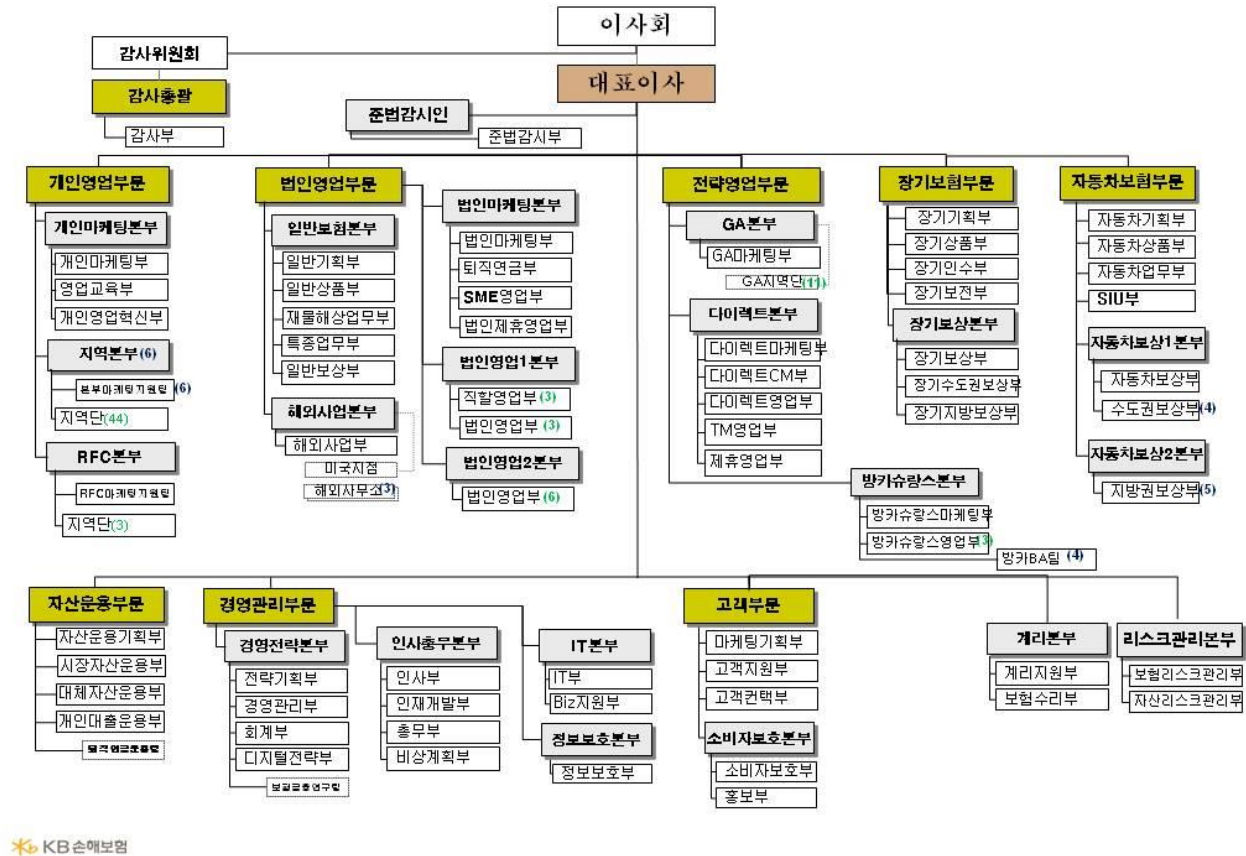 이사회
감사위원회
대표이사
감사총괄
감사부
준법감시인
준법감시부
개인영업부문
개인마케팅본부
개인마케팅부
영업교육부
개인영업혁신부
지역본부(6)
본부마케팅지원팀(6)
지역단(44)
RFC본부
RFC마케팅지원팀
지역단(3)
법인영업부문
일반보험본부
일반기획부
일반상품부
재물해상업무부
특종업무부
일반보상부
해외사업본부
해외사업부
미국지점
해외사무소(3)
법인마케팅본부
법인마케팅부
퇴직연금부
SME영업부
법인제휴영업부
법인영업1본부
직할영업부(3)
법인영업부(3)
법인영업2본부
법인영업부(6)
전략영업부문
GA본부
GA마케팅부
GA지역단(11)
다이렉트본부
다이렉트마케팅부
다이렉트CM부
다이렉트영업부
TM영업부
제휴영업부
방카슈랑스본부
방카슈랑스마케팅부
방카슈랑스영업부(3)
방카BA팀(4)
장기보험부문
장기기획부
장기상품부
장기인수부
장기보전부
장기보상본부
장기보상부
장기수도권보상부
장기지방보상부
자동차보험부문
자동차기획부
자동차상품부
자동차업무부
SIU부
자동차보상1본부
자동차보상부
수도권보상부(4)
자동차보상2본부
지방권보상부(5)
자산운용부문
자산운용기획부
시장자산운용부
대체자산운용부
개인대출운용부
퇴직연금운용팀
경영관리부문
경영전략본부
전략기획부
경영관리부
회계부
디지털전략부
보험금융연구팀
인사총무본부
인사부
인재개발부
총무부
비상계획부
IT본부
IT부
Biz지원부
정보보호본부
정보보호부
고객부문
마케팅기획부
고객지원부
고객컨택부
소비자보호본부
소비자보호부
홍보부
계리본부
계리지원부
보험수리부
리스크관리본부
보험리스크관리부
자산리스크관리부
KB손해보험